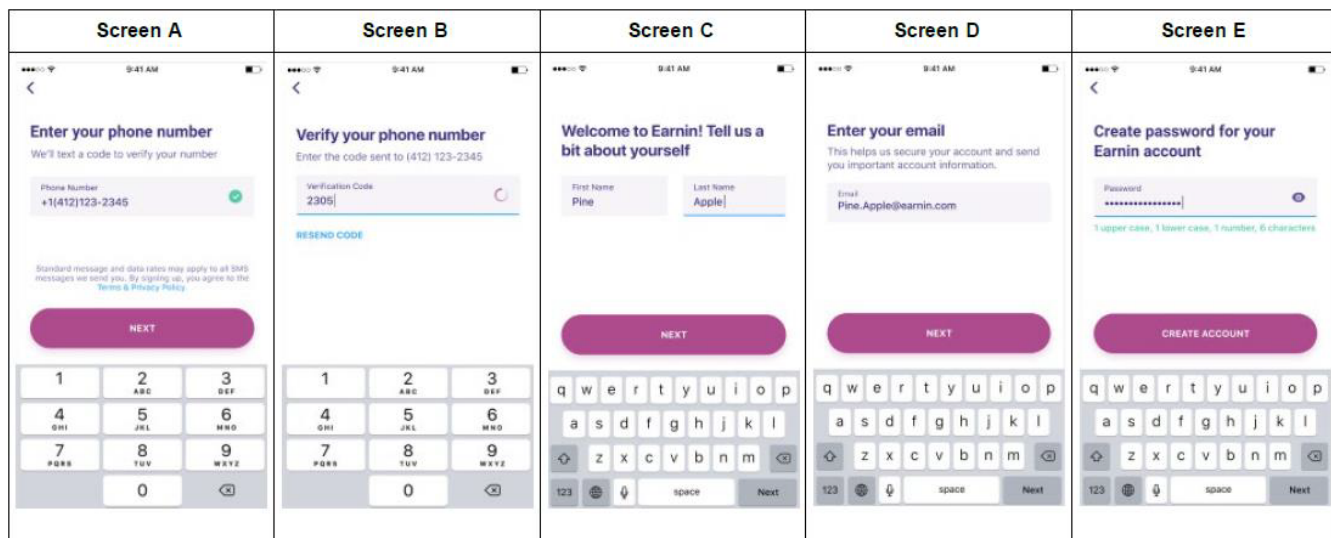 Screen A
Screen B
Screen C
Screen D
Screen E
9:41 AM
Enter your phone number
We'll text a code to verify your number
Phone Number
+1(412)123-2345
Standard message and data rates may apply to all SMS
messages we send you. By signing up, you agree to the
Terms & Privacy Policy
NEXT
1
2
ABC
3
DEF
4
GHI
5
JKL
6
MNO
7
PQRS
8
TUV
9
WXYZ
0
9:41 AM
Verify your phone number
Enter the code sent to (412) 123-2345
Verification Code
2305
RESEND CODE
1
2
ABC
3
DEF
4
GHI
5
JKL
6
MNO
7
PQRS
8
TUV
9
WXYZ
0
9:41 AM
Welcome to Earnin! Tell us a
bit about yourself
First Name
Pine
Last Name
Apple
NEXT
q w e r t y u i o p
a s d f g h j k l
z x c v b n m
123 space Next
9:41 AM
Enter your email
This helps us secure your account and send
you important account information.
Email
Pine.Apple@earnin.com
NEXT
q w e r t y u i o p
a s d f g h j k l
z x c v b n m
123 space Next
9:41 AM
Create password for your
Earnin account
Password
1 upper case, 1 lower case, 1 number, 6 characters
CREATE ACCOUNT
q w e r t y u i o p
a s d f g h j k l
z x c v b n m
123 space Next